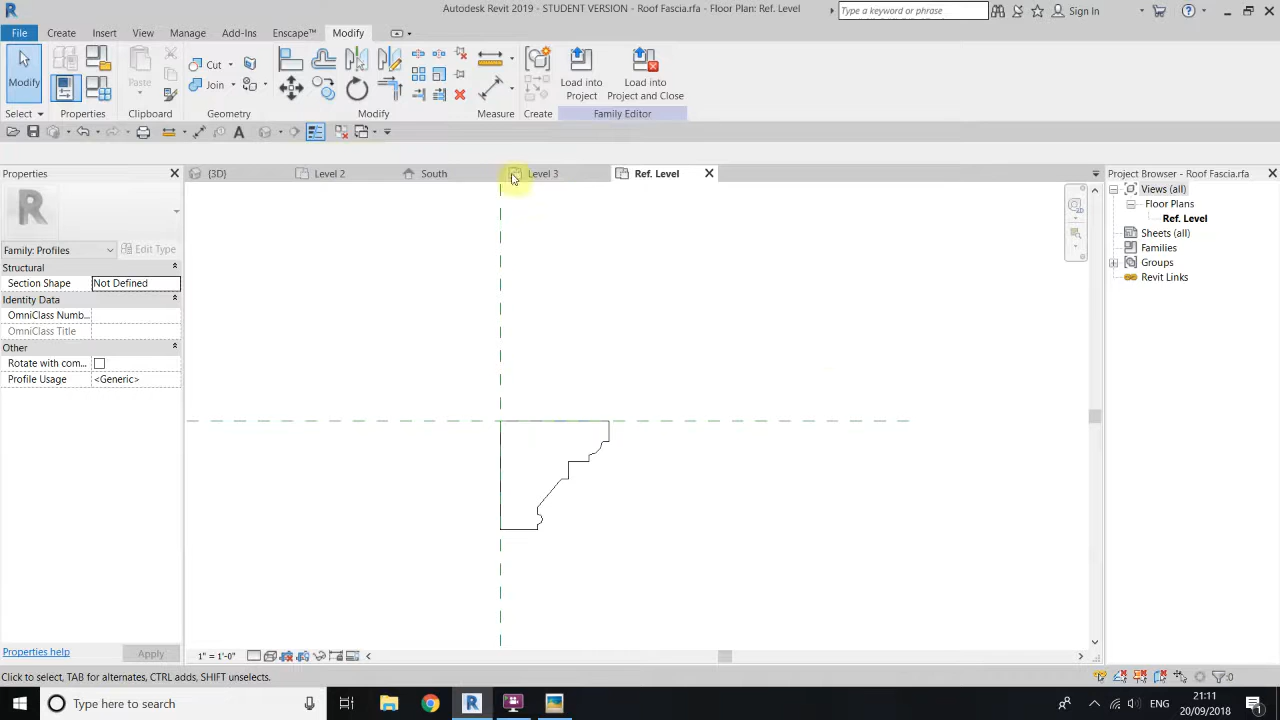 Autodesk Revit 2019 - STUDENT VERSION - Roof Fascia.rfa - Floor Plan: Ref. Level
Type a keyword or phrase
Sign In
File Create Insert View Manage Add-Ins Enscape™ Modify
Modify
Paste
Cut
Join
Load into Project
Load into Project and Close
Select Properties Clipboard Geometry Modify Measure Create Family Editor
Properties
{3D} Level 2 South Level 3 Ref. Level
Project Browser - Roof Fascia.rfa
Views (all)
Floor Plans
Ref. Level
Sheets (all)
Families
Groups
Revit Links
Family: Profiles
Edit Type
Structural
Section Shape Not Defined
Identity Data
OmniClass Numb...
OmniClass Title
Other
Rotate with com...
Profile Usage <Generic>
Properties help
Apply
1" = 1'-0"
Click to select, TAB for alternates, CTRL adds, SHIFT unselects.
:0
Type here to search
21:11
20/09/2018
1